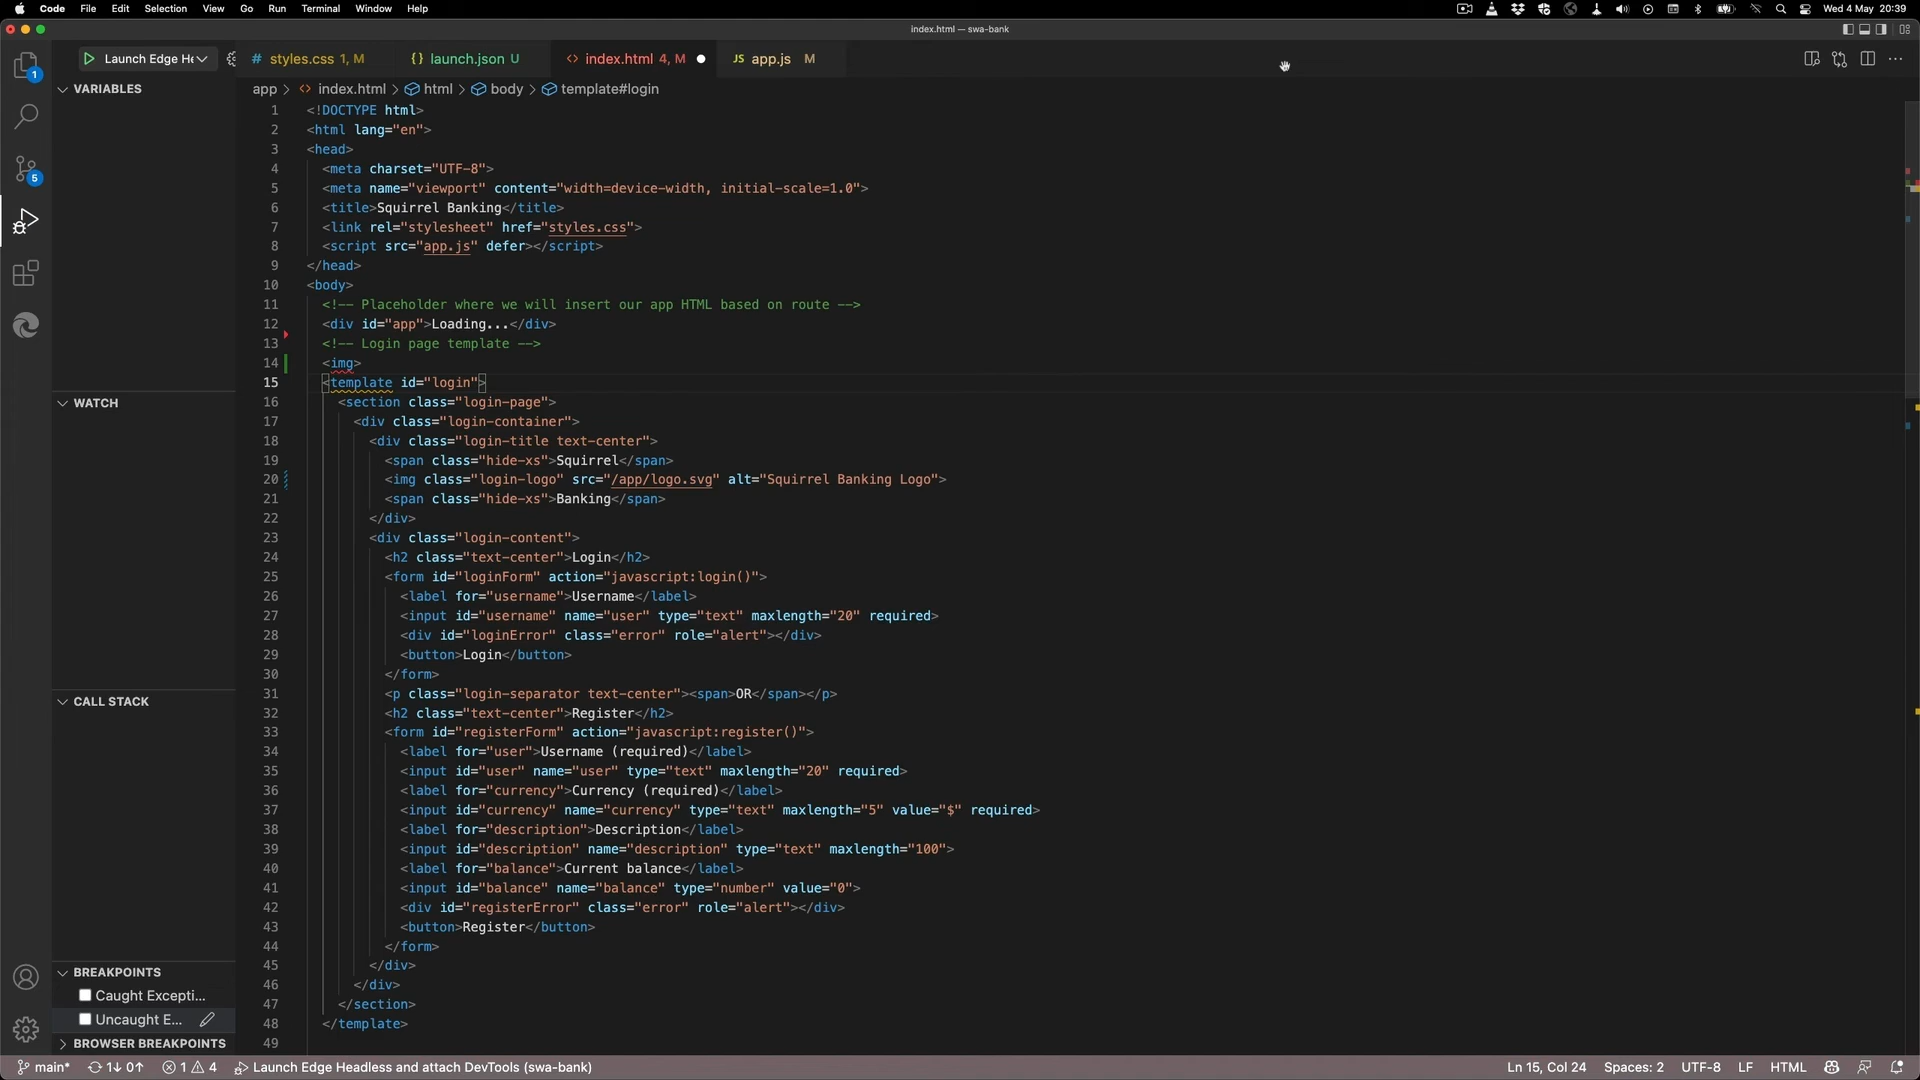 Code File Edit Selection View Go Run Terminal Window Help Wed 4 May 20:39
index.html — swa-bank
1 Launch Edge He # styles.css 1, M {} launch.json U <> index.html 4, M JS app.js M
VARIABLES
app > <> index.html > html > body > template#login
1 <!DOCTYPE html>
2 <html lang="en">
3 <head>
4 <meta charset="UTF-8">
5 <meta name="viewport" content="width=device-width, initial-scale=1.0">
6 <title>Squirrel Banking</title>
7 <link rel="stylesheet" href="styles.css">
8 <script src="app.js" defer></script>
9 </head>
10 <body>
11 <!-- Placeholder where we will insert our app HTML based on route -->
12 <div id="app">Loading...</div>
13 <!-- Login page template -->
14 <img>
15 <template id="login">
16 <section class="login-page">
17 <div class="login-container">
18 <div class="login-title text-center">
19 <span class="hide-xs">Squirrel</span>
20 <img class="login-logo" src="/app/logo.svg" alt="Squirrel Banking Logo">
21 <span class="hide-xs">Banking</span>
22 </div>
23 <div class="login-content">
24 <h2 class="text-center">Login</h2>
25 <form id="loginForm" action="javascript:login()">
26 <label for="username">Username</label>
27 <input id="username" name="user" type="text" maxlength="20" required>
28 <div id="loginError" class="error" role="alert"></div>
29 <button>Login</button>
30 </form>
31 <p class="login-separator text-center"><span>OR</span></p>
32 <h2 class="text-center">Register</h2>
33 <form id="registerForm" action="javascript:register()">
34 <label for="user">Username (required)</label>
35 <input id="user" name="user" type="text" maxlength="20" required>
36 <label for="currency">Currency (required)</label>
37 <input id="currency" name="currency" type="text" maxlength="5" value="$" required>
38 <label for="description">Description</label>
39 <input id="description" name="description" type="text" maxlength="100">
40 <label for="balance">Current balance</label>
41 <input id="balance" name="balance" type="number" value="0">
42 <div id="registerError" class="error" role="alert"></div>
43 <button>Register</button>
44 </form>
45 </div>
46 </div>
47 </section>
48 </template>
49
5
WATCH
CALL STACK
BREAKPOINTS
Caught Excepti...
Uncaught E...
BROWSER BREAKPOINTS
main* 1↓ 0↑ 1 4 Launch Edge Headless and attach DevTools (swa-bank) Ln 15, Col 24 Spaces: 2 UTF-8 LF HTML